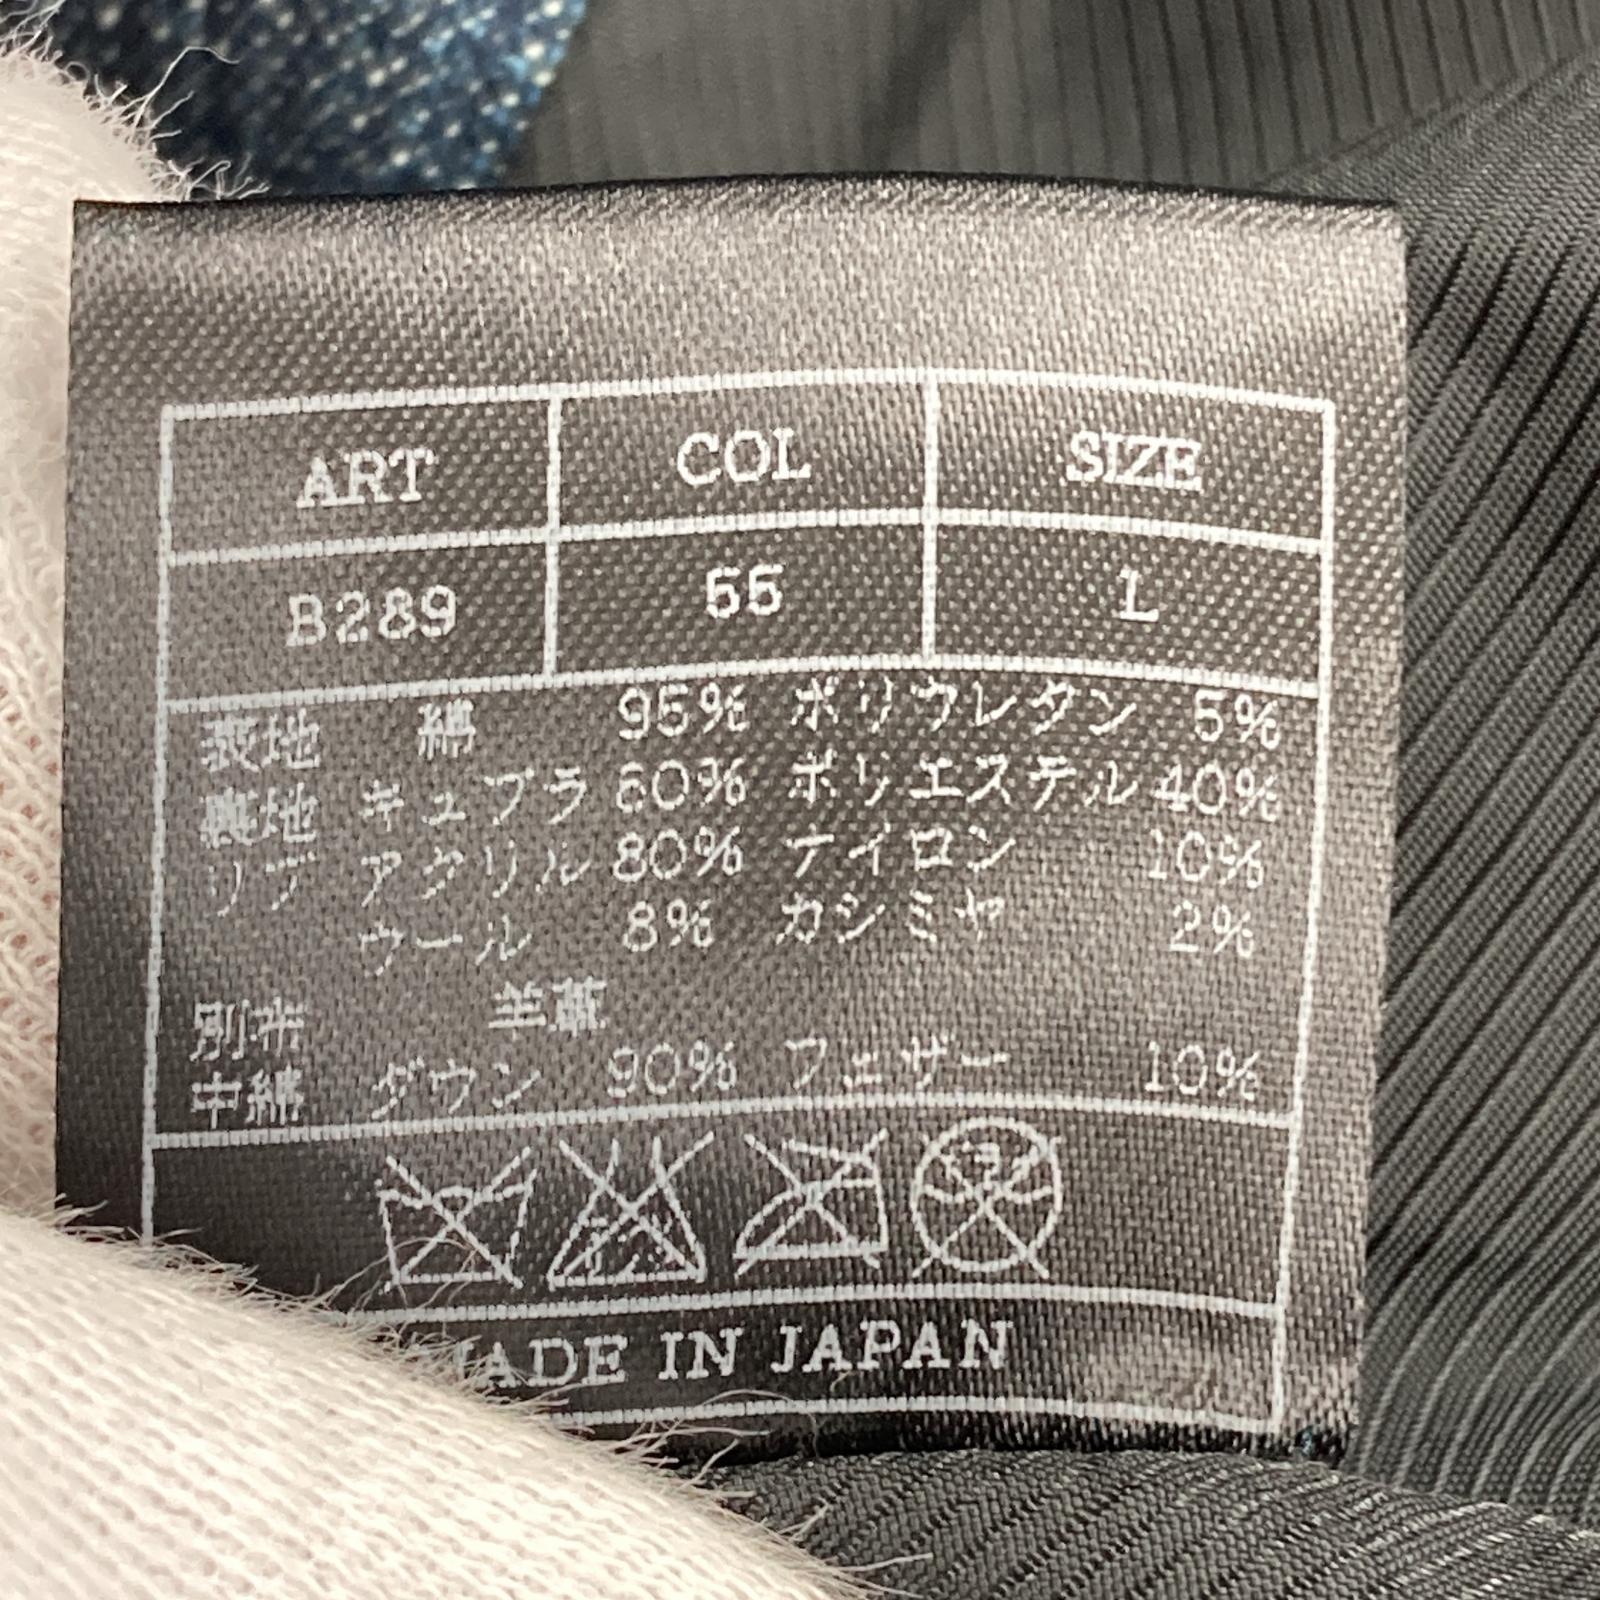 ART COL SIZE
B289 55 L
表地 綿 95% ポリウレタン 5%
裏地 キュプラ 60% ポリエステル 40%
リブ アクリル 80% ナイロン 10%
ウール 8% カシミヤ 2%
別布 羊革
中綿 ダウン 90% フェザー 10%
MADE IN JAPAN